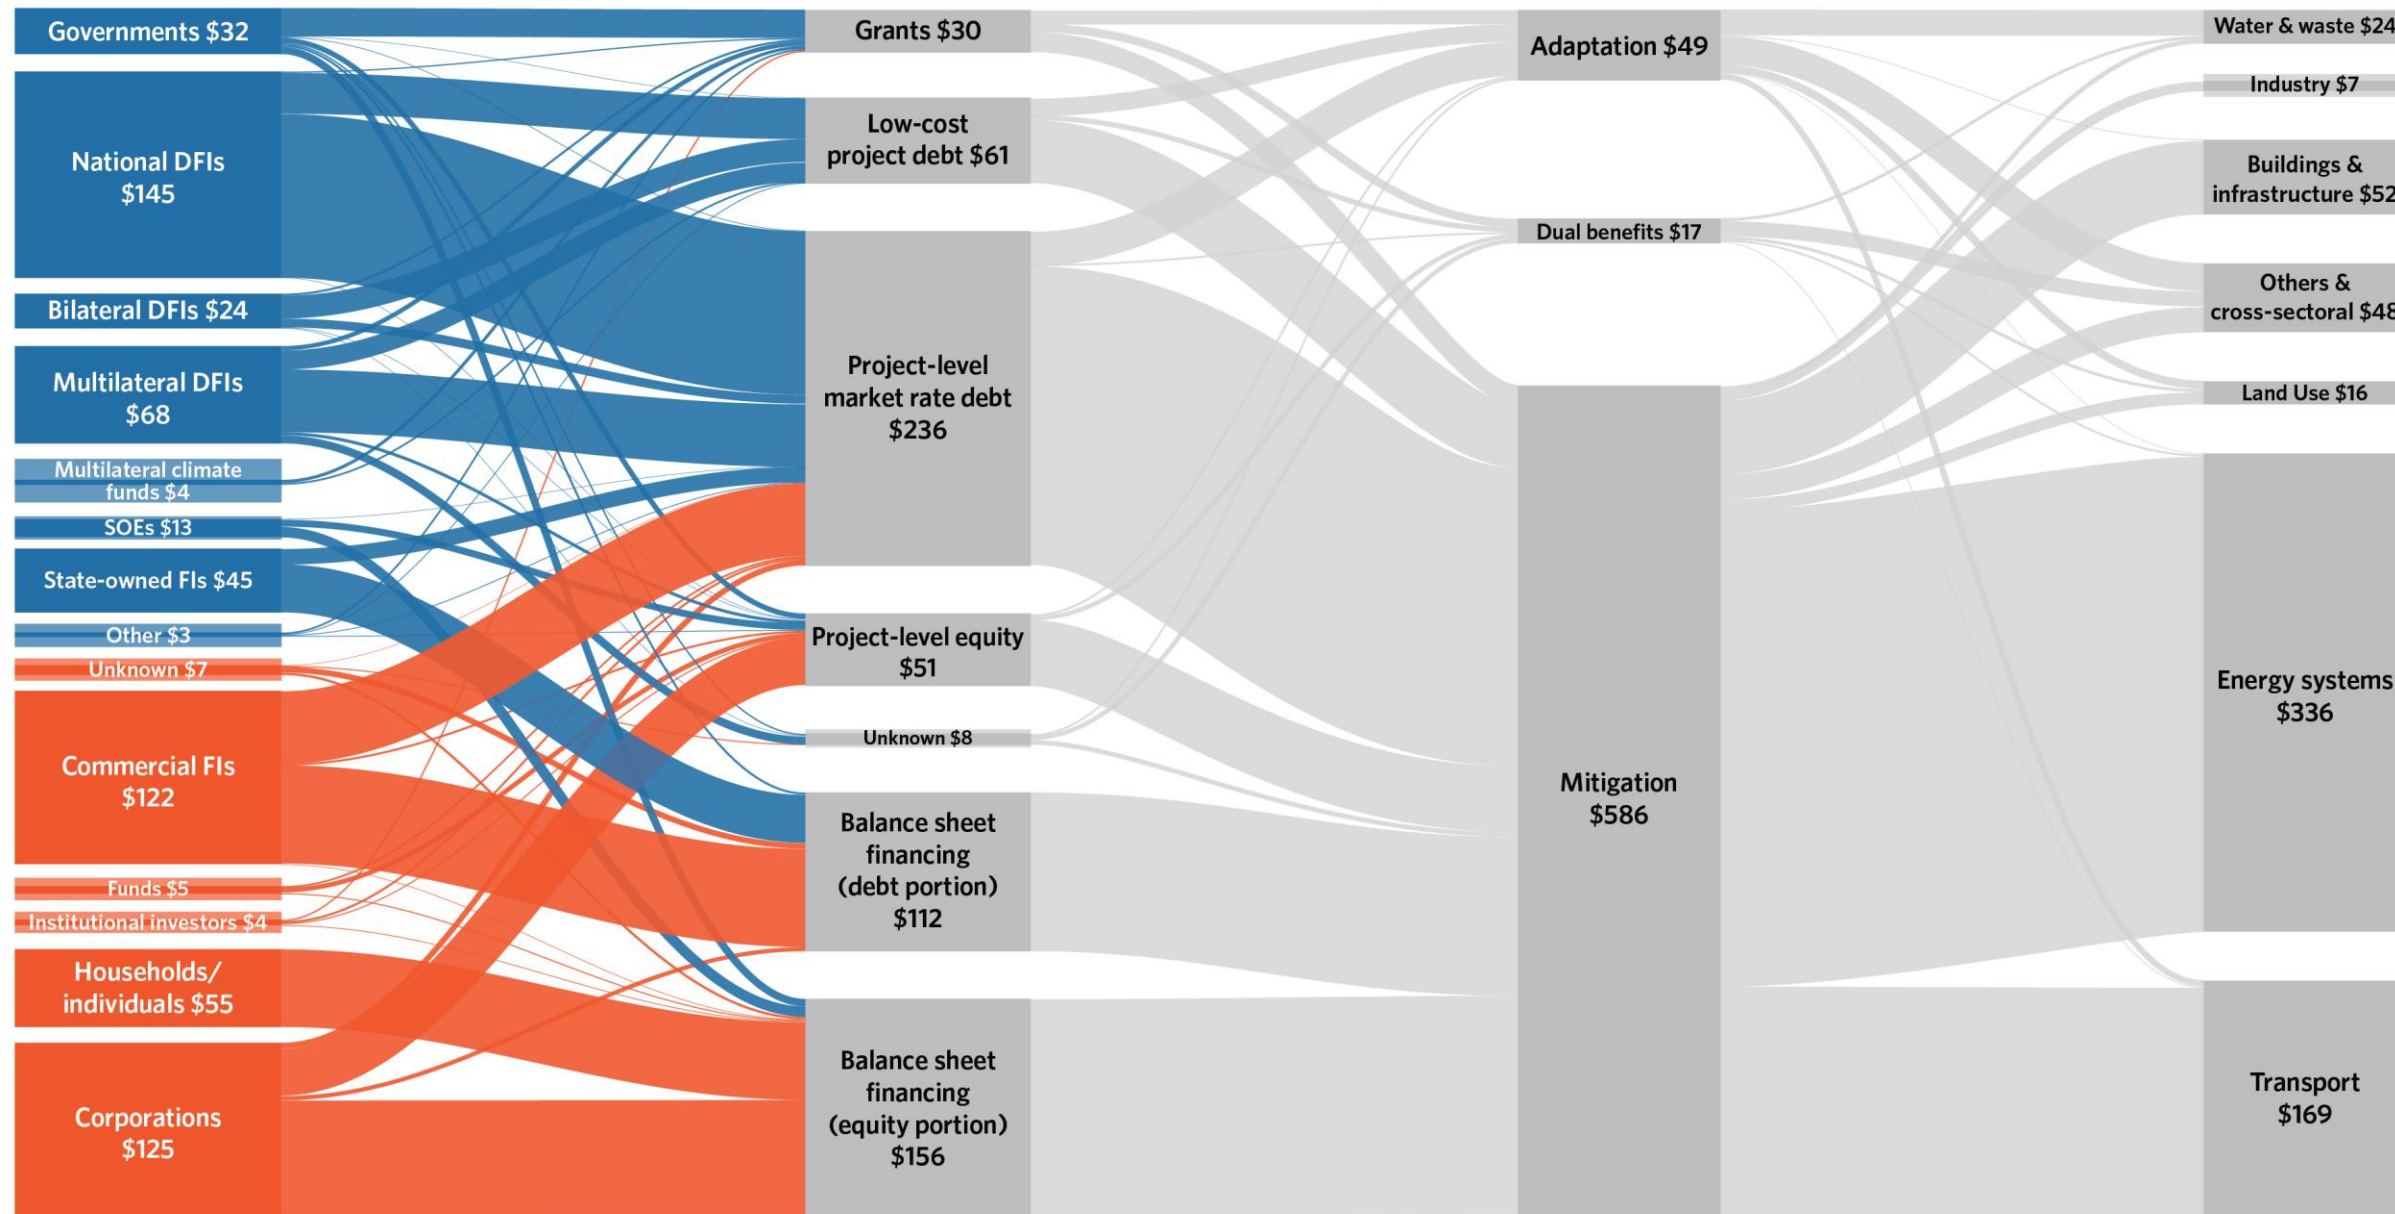 Governments $32
National DFIs
$145
Bilateral DFIs $24
Multilateral DFIs
$68
Multilateral climate
funds $4
SOEs $13
State-owned FIs $45
Other $3
Unknown $7
Commercial FIs
$122
Funds $5
Institutional investors $4
Households/
individuals $55
Corporations
$125
Grants $30
Low-cost
project debt $61
Project-level
market rate debt
$236
Project-level equity
$51
Unknown $8
Balance sheet
financing
(debt portion)
$112
Balance sheet
financing
(equity portion)
$156
Adaptation $49
Dual benefits $17
Mitigation
$586
Water & waste $24
Industry $7
Buildings &
infrastructure $52
Others &
cross-sectoral $48
Land Use $16
Energy systems
$336
Transport
$169